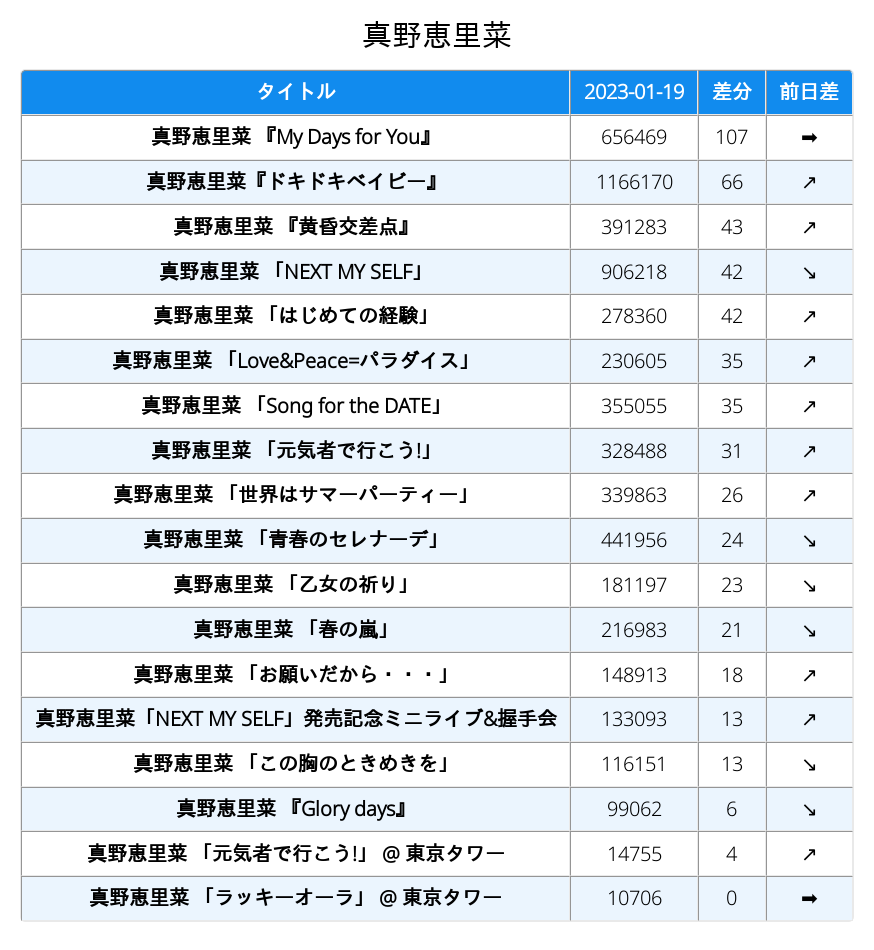 真野恵里菜
タイトル 2023-01-19 差分 前日差
真野恵里菜 『My Days for You』 656469 107 ➡
真野恵里菜『ドキドキベイビー』 1166170 66 ↗
真野恵里菜 『黄昏交差点』 391283 43 ↗
真野恵里菜 「NEXT MY SELF」 906218 42 ↘
真野恵里菜 「はじめての経験」 278360 42 ↗
真野恵里菜 「Love&Peace=パラダイス」 230605 35 ↗
真野恵里菜 「Song for the DATE」 355055 35 ↗
真野恵里菜 「元気者で行こう!」 328488 31 ↗
真野恵里菜 「世界はサマーパーティー」 339863 26 ↗
真野恵里菜 「青春のセレナーデ」 441956 24 ↘
真野恵里菜 「乙女の祈り」 181197 23 ↘
真野恵里菜 「春の嵐」 216983 21 ↘
真野恵里菜 「お願いだから・・・」 148913 18 ↗
真野恵里菜「NEXT MY SELF」発売記念ミニライブ&握手会 133093 13 ↗
真野恵里菜 「この胸のときめきを」 116151 13 ↘
真野恵里菜 『Glory days』 99062 6 ↘
真野恵里菜 「元気者で行こう!」 @ 東京タワー 14755 4 ↗
真野恵里菜 「ラッキーオーラ」 @ 東京タワー 10706 0 ➡